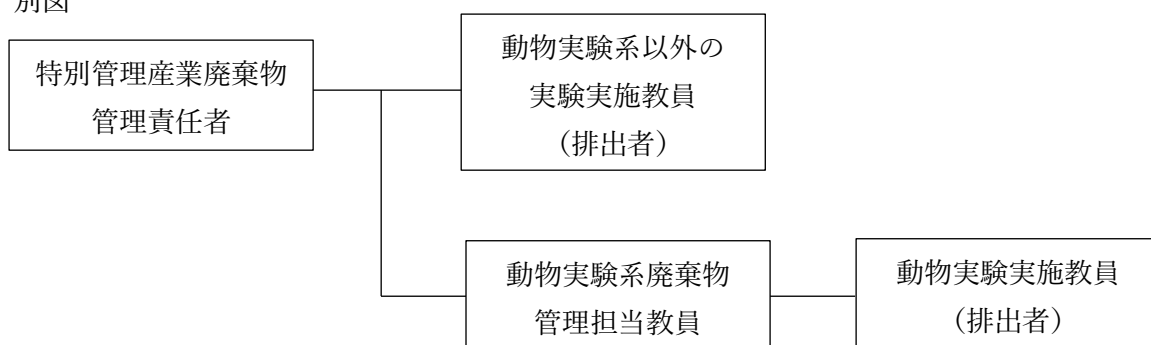 別図
特別管理産業廃棄物
管理責任者
動物実験系以外の
実験実施教員
（排出者）
動物実験系廃棄物
管理担当教員
動物実験実施教員
（排出者）